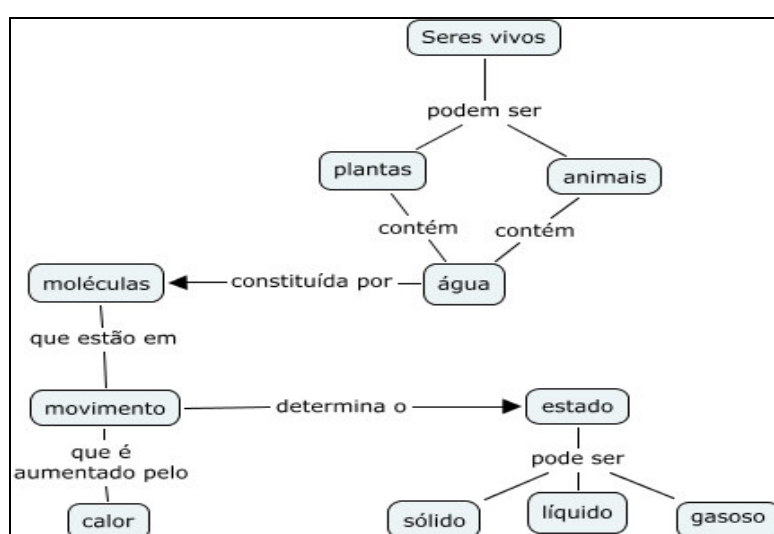 Seres vivos
podem ser
plantas
animais
contém
contém
moléculas
constituída por
água
que estão em
movimento
determina o
estado
que é
aumentado pelo
pode ser
calor
sólido
líquido
gasoso